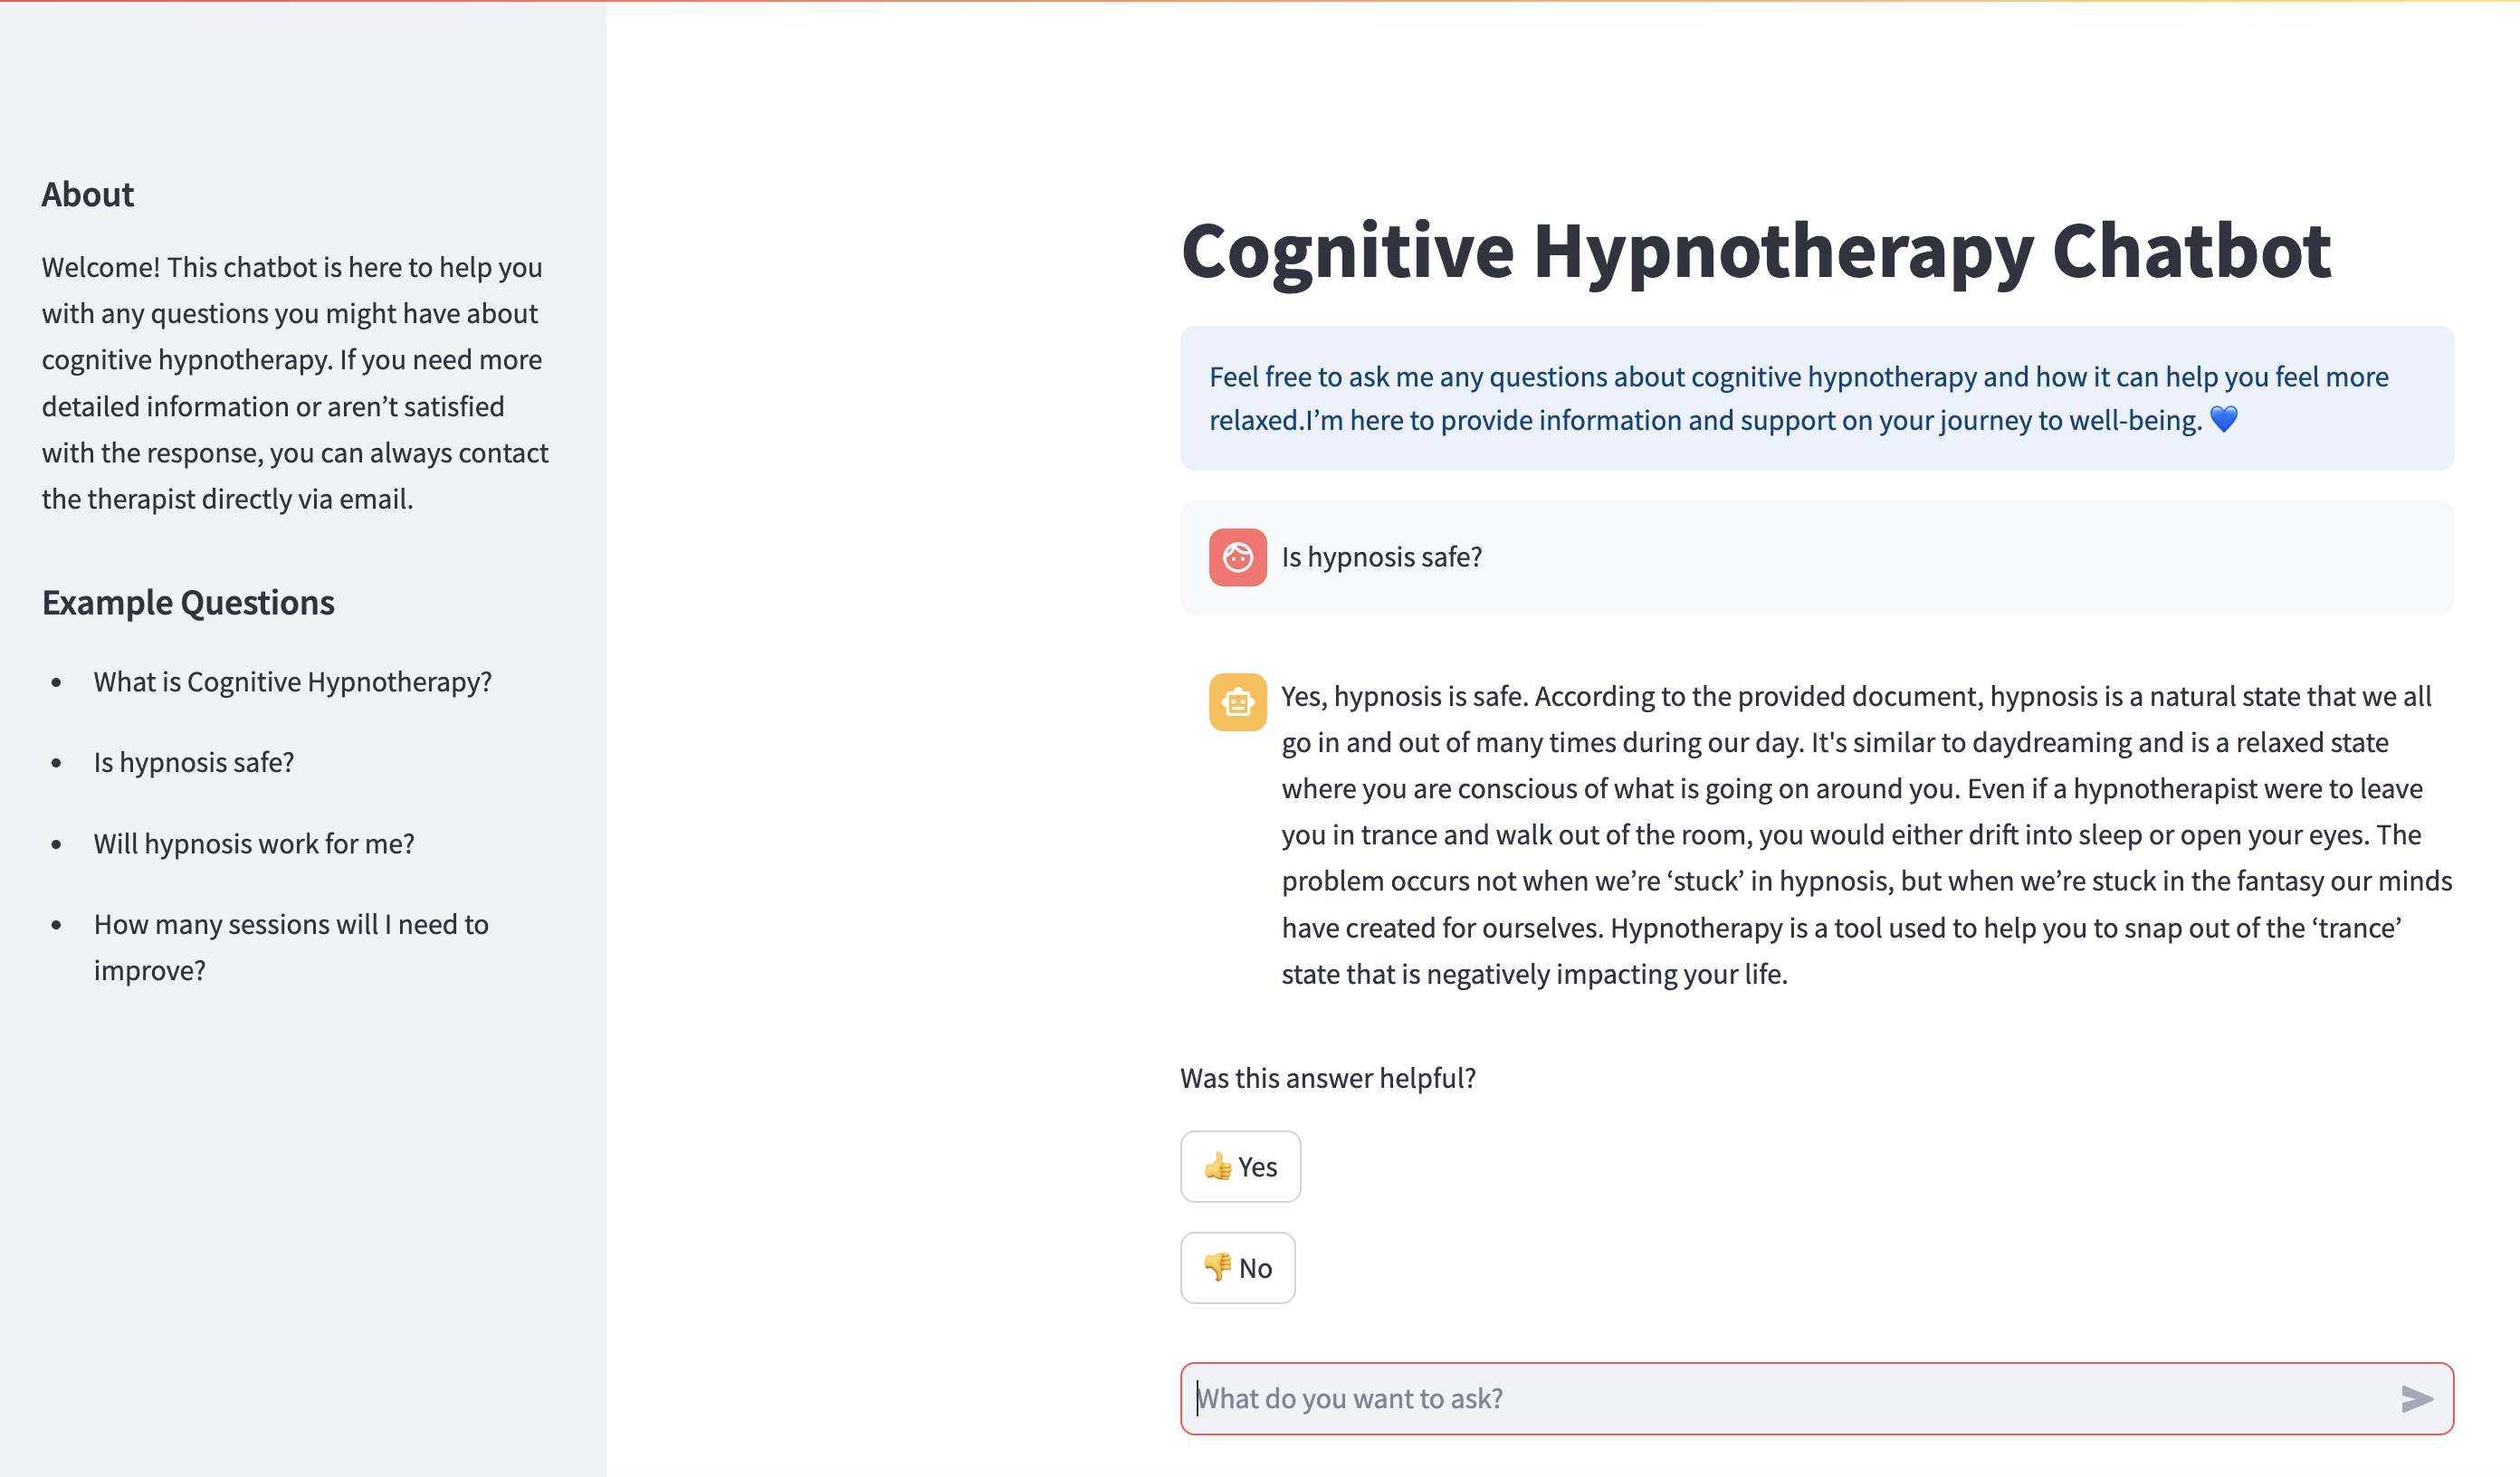 About
Welcome! This chatbot is here to help you
with any questions you might have about
cognitive hypnotherapy. If you need more
detailed information or aren’t satisfied
with the response, you can always contact
the therapist directly via email.
Example Questions
• What is Cognitive Hypnotherapy?
• Is hypnosis safe?
• Will hypnosis work for me?
• How many sessions will I need to
improve?
Cognitive Hypnotherapy Chatbot
Feel free to ask me any questions about cognitive hypnotherapy and how it can help you feel more
relaxed.I’m here to provide information and support on your journey to well-being. 💙
Is hypnosis safe?
Yes, hypnosis is safe. According to the provided document, hypnosis is a natural state that we all
go in and out of many times during our day. It's similar to daydreaming and is a relaxed state
where you are conscious of what is going on around you. Even if a hypnotherapist were to leave
you in trance and walk out of the room, you would either drift into sleep or open your eyes. The
problem occurs not when we’re ‘stuck’ in hypnosis, but when we’re stuck in the fantasy our minds
have created for ourselves. Hypnotherapy is a tool used to help you to snap out of the ‘trance’
state that is negatively impacting your life.
Was this answer helpful?
👍 Yes
👎 No
What do you want to ask?